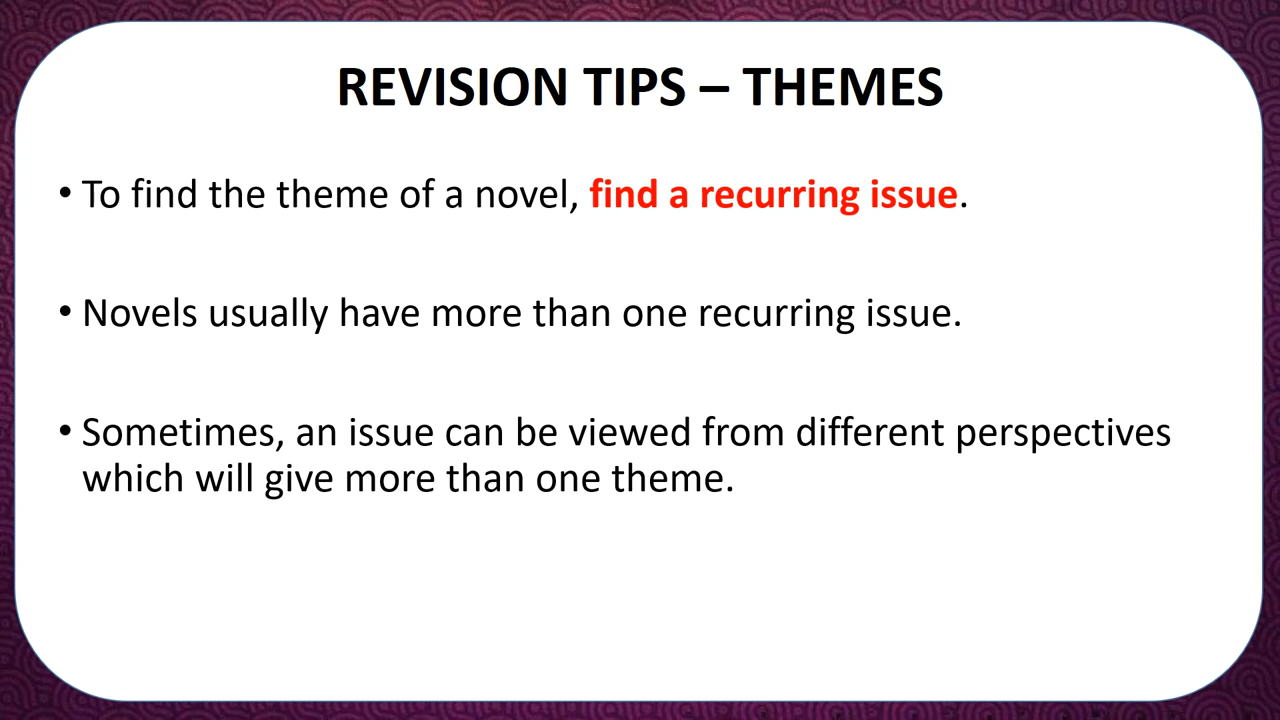 REVISION TIPS – THEMES
• To find the theme of a novel, find a recurring issue.
• Novels usually have more than one recurring issue.
• Sometimes, an issue can be viewed from different perspectives
which will give more than one theme.